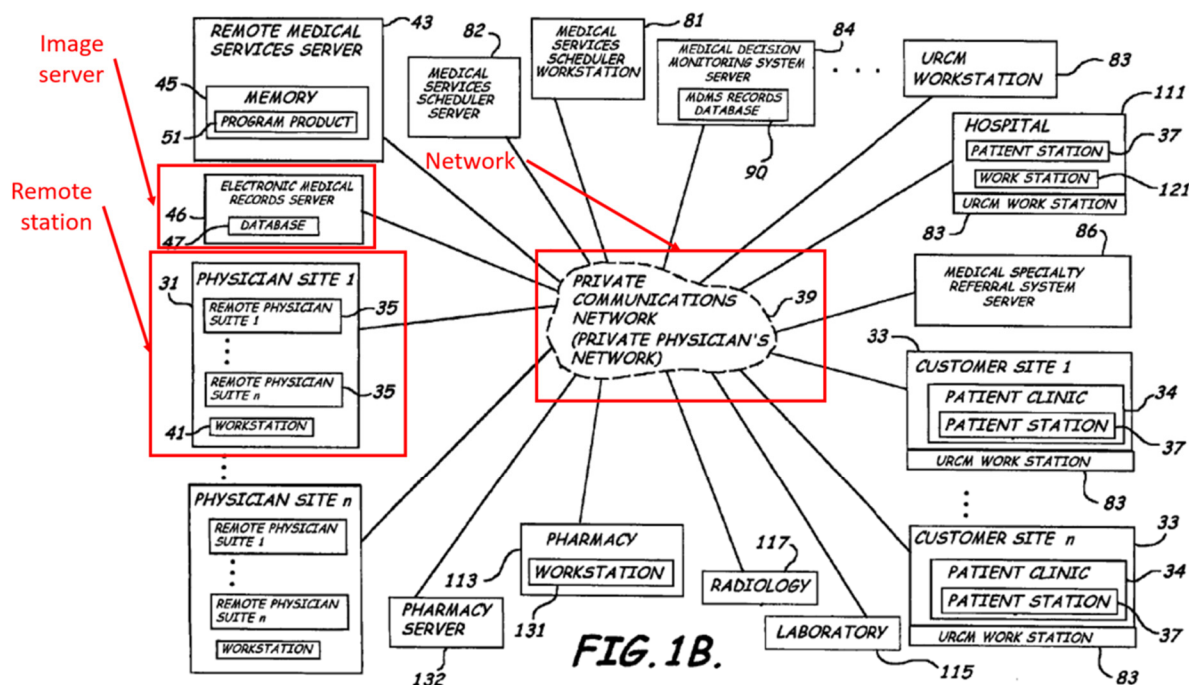 Image
server
Remote
station
Network
REMOTE MEDICAL
SERVICES SERVER
43
45
MEMORY
51
PROGRAM PRODUCT
82
MEDICAL
SERVICES
SCHEDULER
SERVER
81
MEDICAL
SERVICES
SCHEDULER
WORKSTATION
84
MEDICAL DECISION
MONITORING SYSTEM
SERVER
MDMS RECORDS
DATABASE
90
URCM
WORKSTATION
83
111
HOSPITAL
PATIENT STATION
37
WORK STATION
121
URCM WORK STATION
83
ELECTRONIC MEDICAL
RECORDS SERVER
46
DATABASE
47
PHYSICIAN SITE 1
31
REMOTE PHYSICIAN
SUITE 1
35
REMOTE PHYSICIAN
SUITE n
35
41
WORKSTATION
PRIVATE
COMMUNICATIONS
NETWORK
(PRIVATE PHYSICIAN'S
NETWORK)
39
86
MEDICAL SPECIALTY
REFERRAL SYSTEM
SERVER
33
CUSTOMER SITE 1
PATIENT CLINIC
34
PATIENT STATION
37
URCM WORK STATION
83
PHYSICIAN SITE n
REMOTE PHYSICIAN
SUITE 1
REMOTE PHYSICIAN
SUITE n
WORKSTATION
PHARMACY
SERVER
132
113
PHARMACY
WORKSTATION
131
117
RADIOLOGY
LABORATORY
115
33
CUSTOMER SITE n
PATIENT CLINIC
34
PATIENT STATION
37
URCM WORK STATION
83
FIG. 1B.